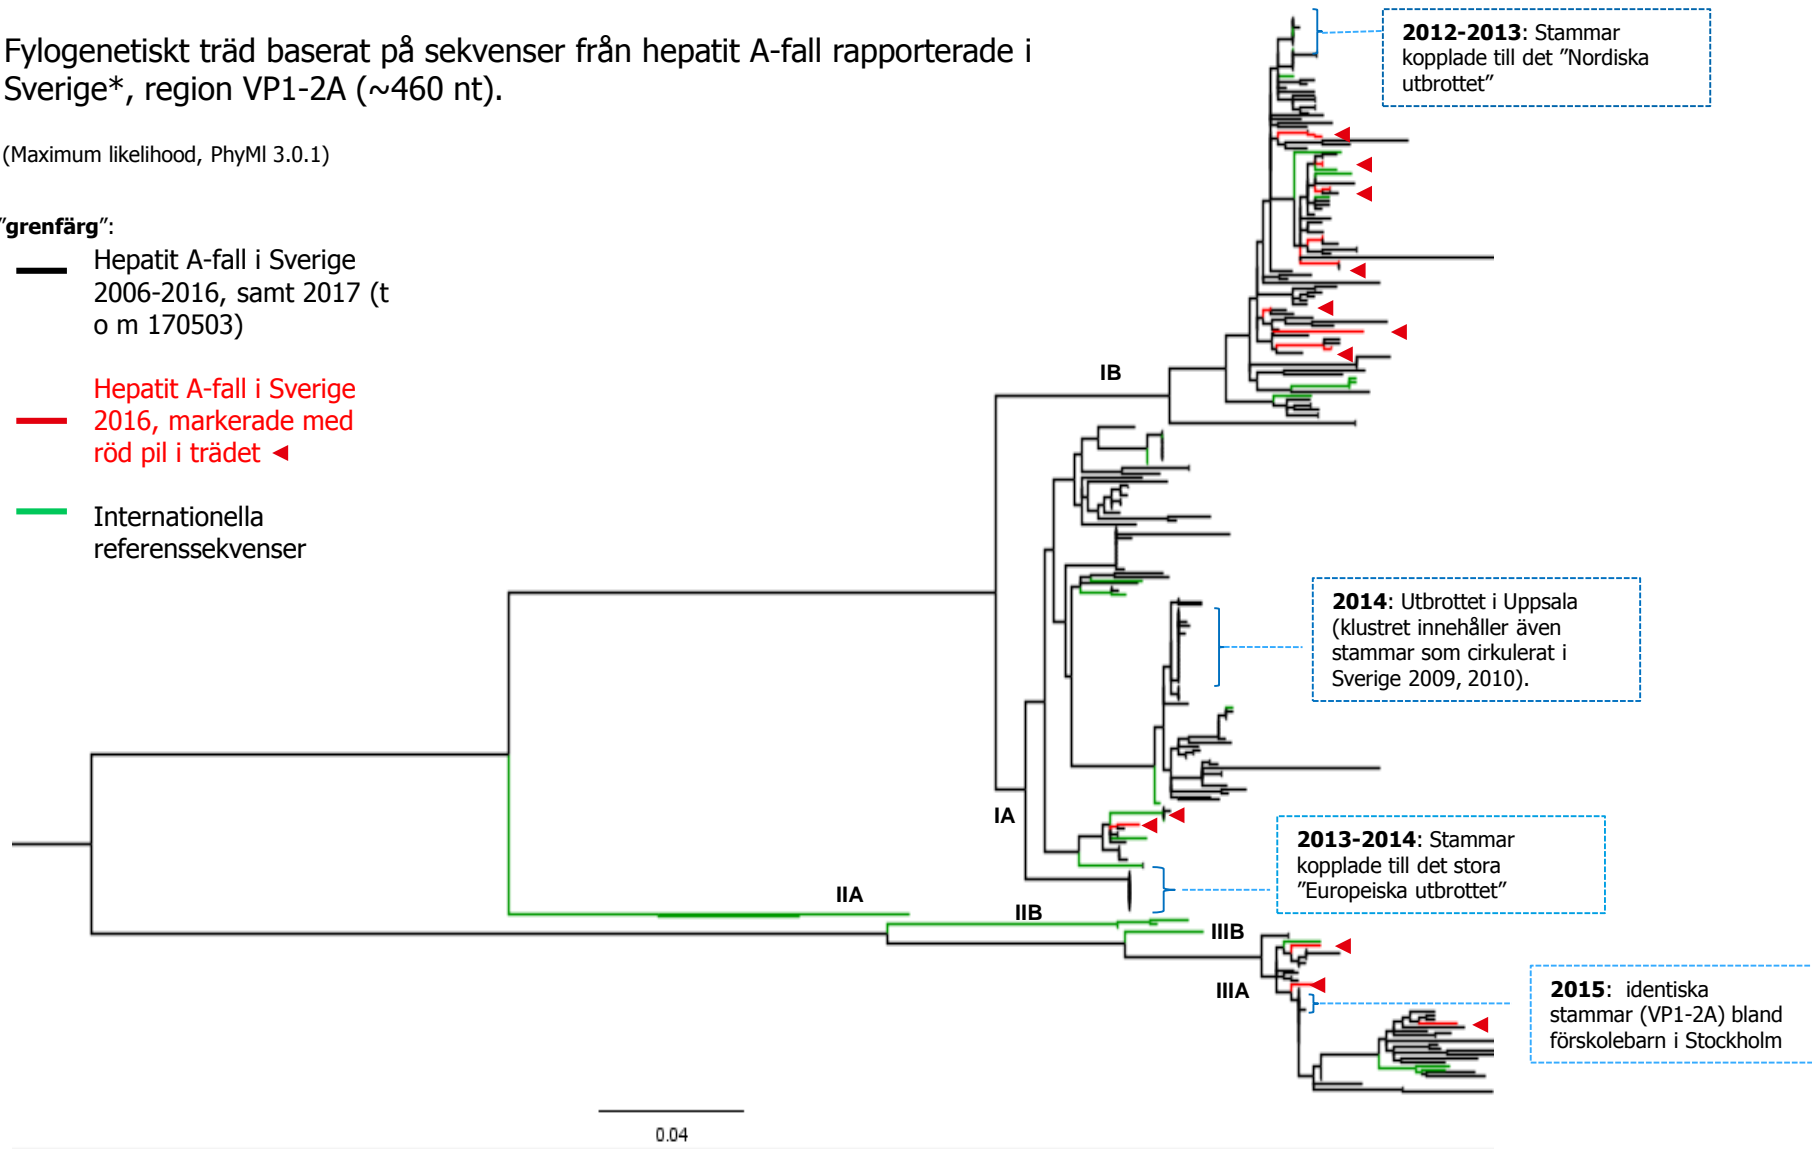 Fylogenetiskt träd baserat på sekvenser från hepatit A-fall rapporterade i
Sverige*, region VP1-2A (~460 nt).
(Maximum likelihood, PhyMl 3.0.1)
"grenfärg":
Hepatit A-fall i Sverige
2006-2016, samt 2017 (t
o m 170503)
Hepatit A-fall i Sverige
2016, markerade med
röd pil i trädet
Internationella
referenssekvenser
2012-2013: Stammar
kopplade till det ”Nordiska
utbrottet”
IB
2014: Utbrottet i Uppsala
(klustret innehåller även
stammar som cirkulerat i
Sverige 2009, 2010).
IA
2013-2014: Stammar
kopplade till det stora
”Europeiska utbrottet”
IIA
IIB
IIIB
IIIA
2015:  identiska
stammar (VP1-2A) bland
förskolebarn i Stockholm
0.04